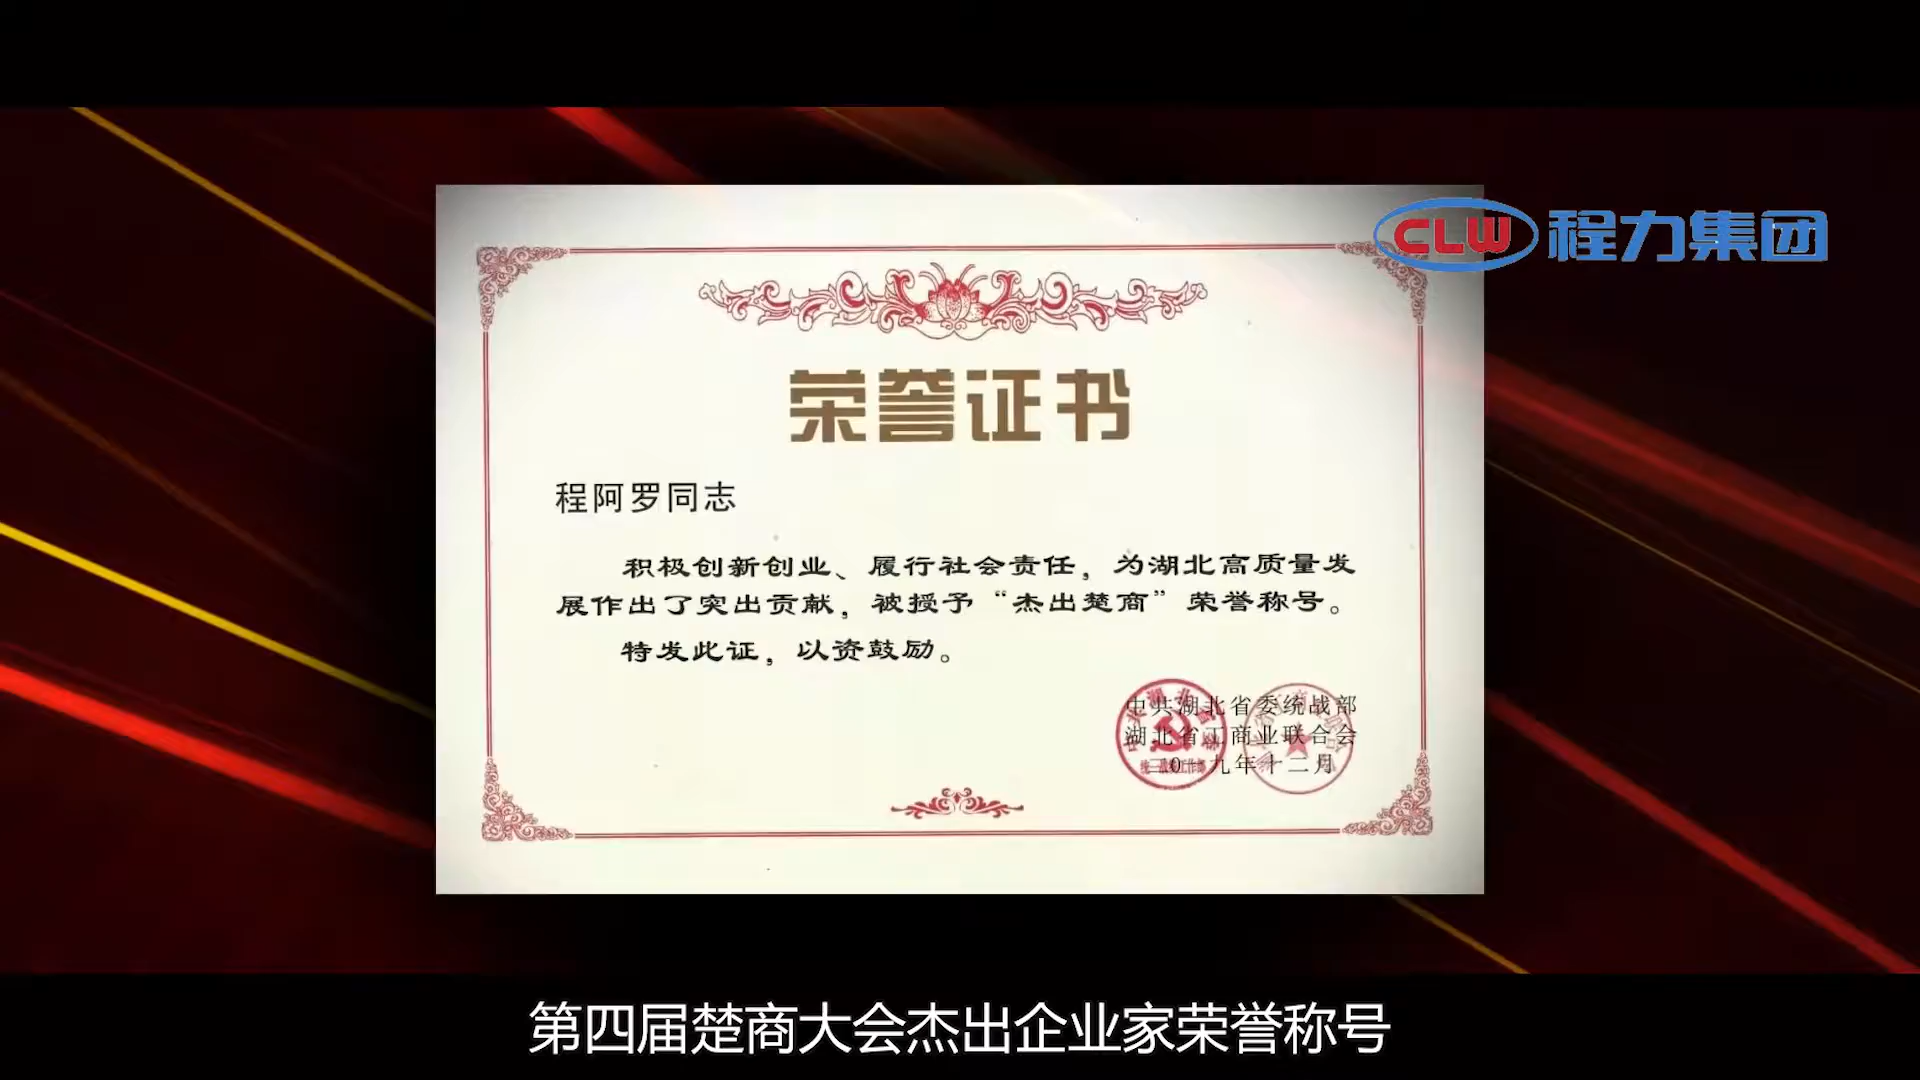 CLW 程力集团
荣誉证书
程阿罗同志
积极创新创业、履行社会责任，为湖北高质量发
展作出了突出贡献，被授予“杰出楚商”荣誉称号。
特发此证，以资鼓励。
中共湖北省委统战部
湖北省工商业联合会
二〇一九年十二月
第四届楚商大会杰出企业家荣誉称号